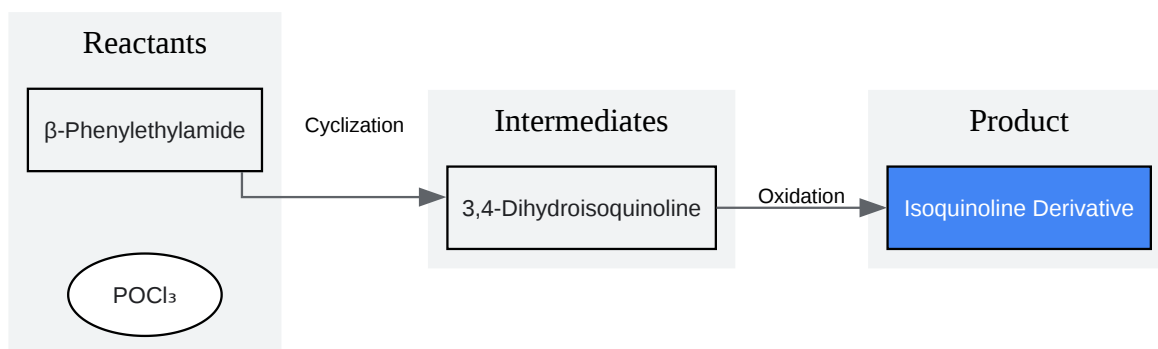 Reactants
β-Phenylethylamide
POCl₃
Cyclization
Intermediates
3,4-Dihydroisoquinoline
Oxidation
Product
Isoquinoline Derivative